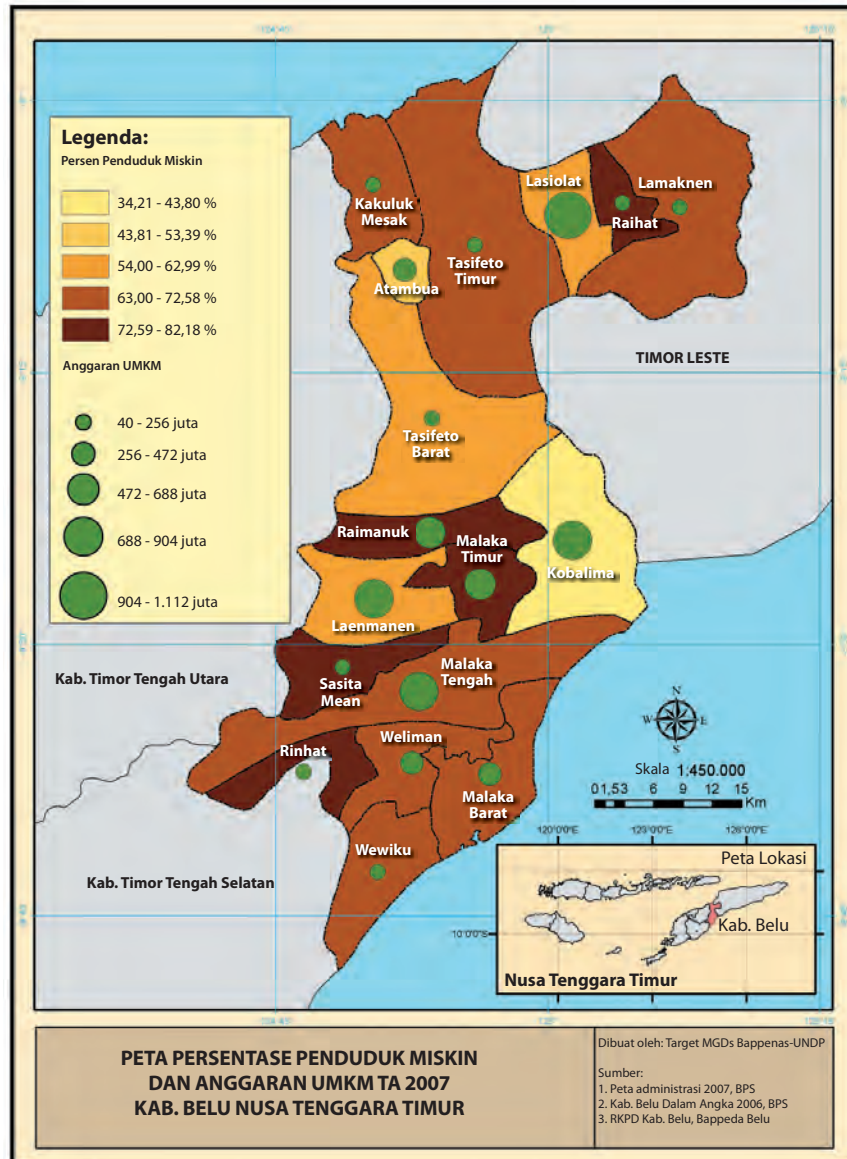 Legenda:
Persen Penduduk Miskin
34,21 - 43,80 %
43,81 - 53,39 %
54,00 - 62,99 %
63,00 - 72,58 %
72,59 - 82,18 %
Anggaran UMKM
40 - 256 juta
256 - 472 juta
472 - 688 juta
688 - 904 juta
904 - 1.112 juta
Kakuluk
Mesak
Lasiolat
Lamaknen
Raihat
Tasifeto
Timur
Atambua
TIMOR LESTE
Tasifeto
Barat
Raimanuk
Malaka
Timur
Kobalima
Laenmanen
Kab. Timor Tengah Utara
Sasita
Mean
Malaka
Tengah
Rinhat
Weliman
Malaka
Barat
Wewiku
Kab. Timor Tengah Selatan
N
W
E
S
Skala 1:450.000
0 1,5 3 6 9 12 15
Km
120°0'0"E
123°0'0"E
126°0'0"E
Peta Lokasi
Kab. Belu
10°0'0"S
Nusa Tenggara Timur
PETA PERSENTASE PENDUDUK MISKIN
DAN ANGGARAN UMKM TA 2007
KAB. BELU NUSA TENGGARA TIMUR
Dibuat oleh: Target MGDs Bappenas-UNDP
Sumber:
1. Peta administrasi 2007, BPS
2. Kab. Belu Dalam Angka 2006, BPS
3. RKPD Kab. Belu, Bappeda Belu